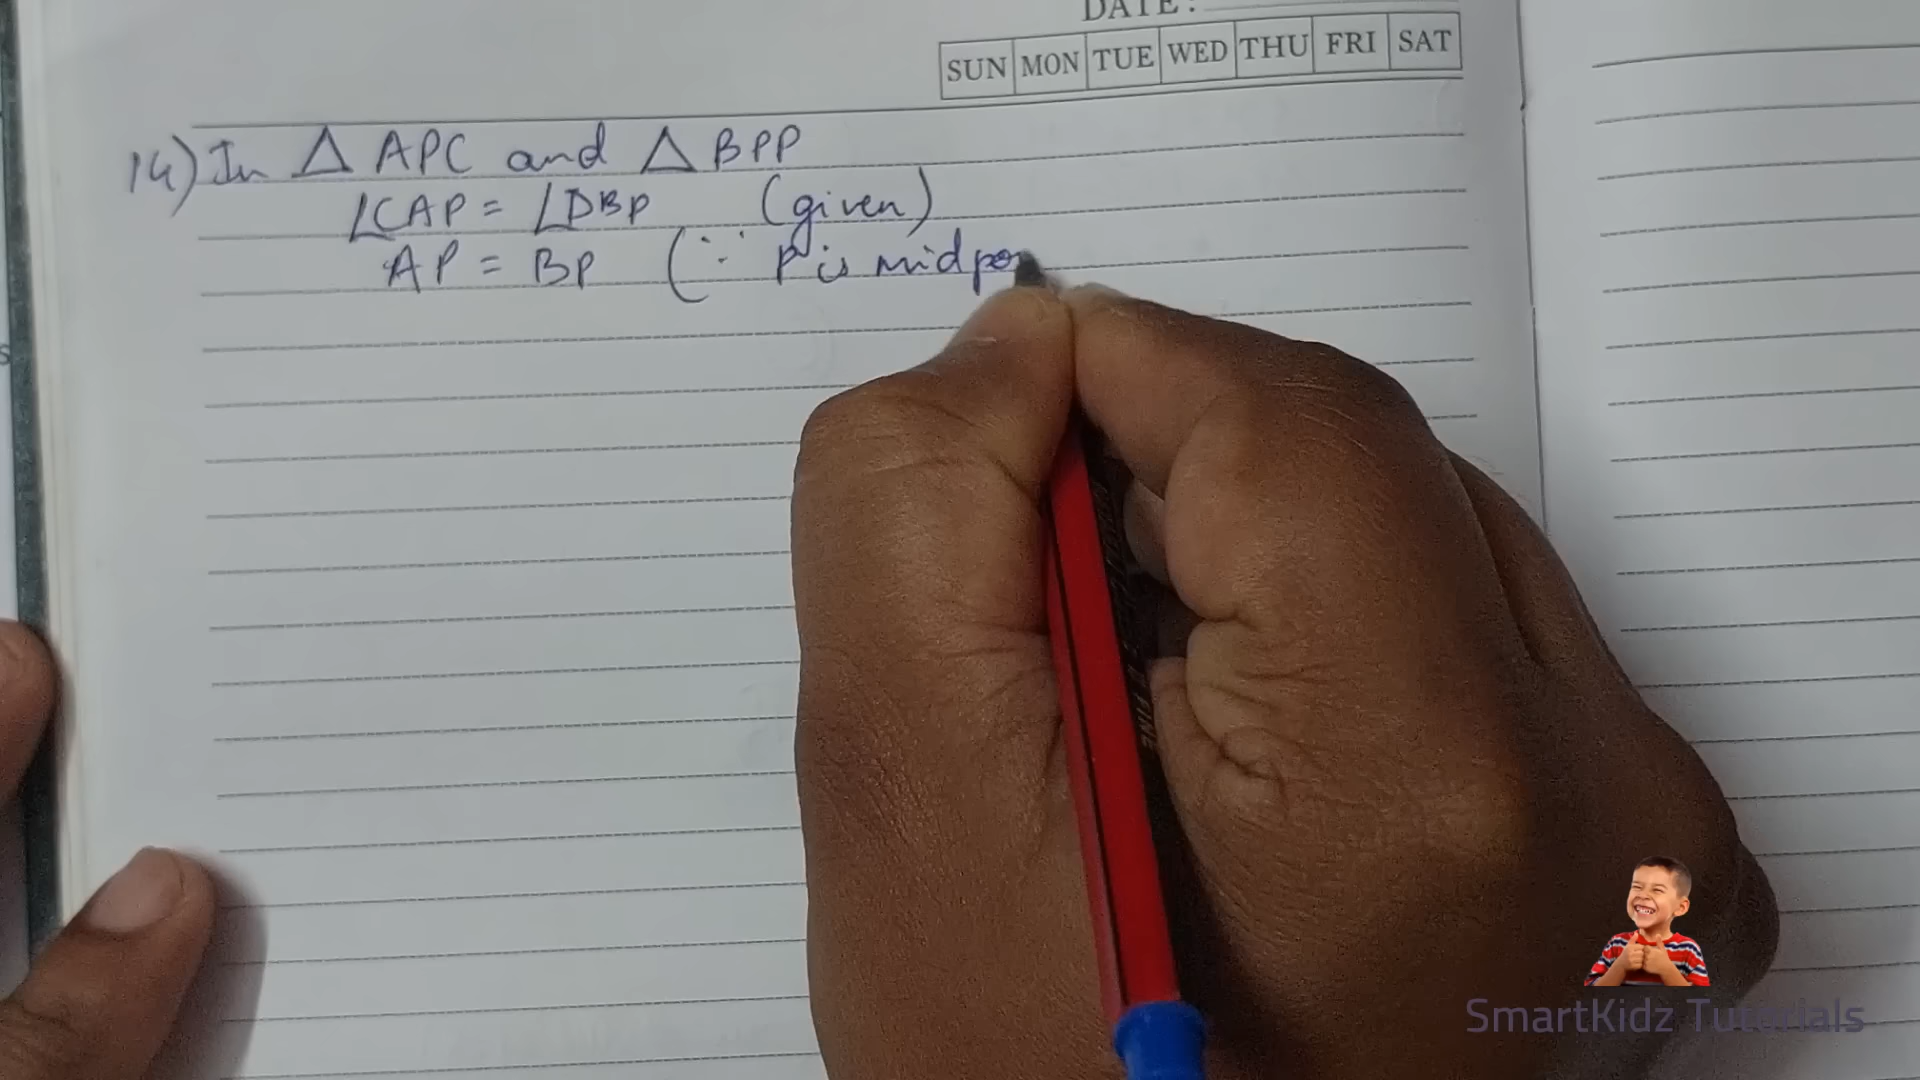 DATE:
SUN MON TUE WED THU FRI SAT
14) In △ APC and △ BPP
∠CAP = ∠DBP (given)
AP = BP (∵ P is midpo
FINE
SmartKidz Tutorials